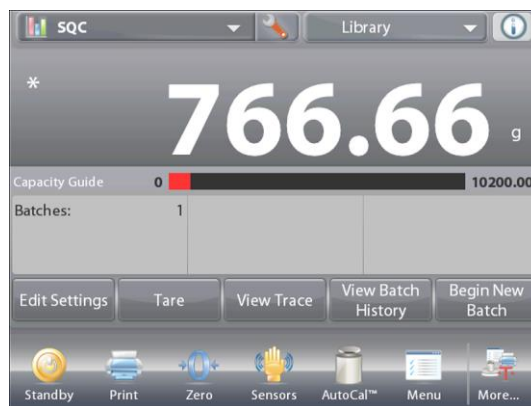 SQC Library
* 766.66 g
Capacity Guide 0 10200.00
Batches: 1
Edit Settings Tare View Trace View Batch History Begin New Batch
Standby Print Zero Sensors AutoCal™ Menu More...